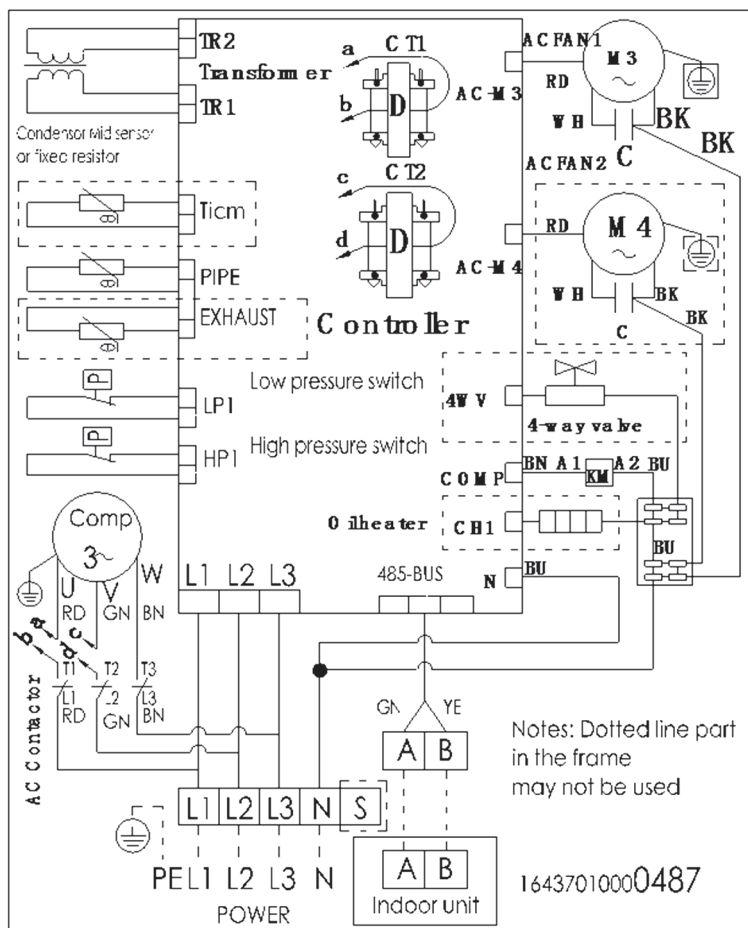 TR2
Transformer
TR1
Condensor Mid sensor
or fixed resistor
Ticm
PIPE
EXHAUST
Controller
a
CT1
b
D
c
CT2
d
D
AC-M3
ACFAN1
M3
RD
WH
BK
BK
C
ACFAN2
AC-M4
RD
M4
WH
BK
BK
C
P
LP1
Low pressure switch
P
HP1
High pressure switch
4WV
4-way valve
COMP
BN A1
KM
A2 BU
Oilheater
CH1
BU
N
BU
485-BUS
L1 L2 L3
Comp
3
U
V
W
RD
GN
BN
b
a
d
c
T1
T2
T3
L1
L2
L3
RD
GN
BN
AC Contactor
GN
YE
A B
Notes: Dotted line part
in the frame
may not be used
L1 L2 L3 N S
PE L1 L2 L3 N
POWER
A B
Indoor unit
16437010000487